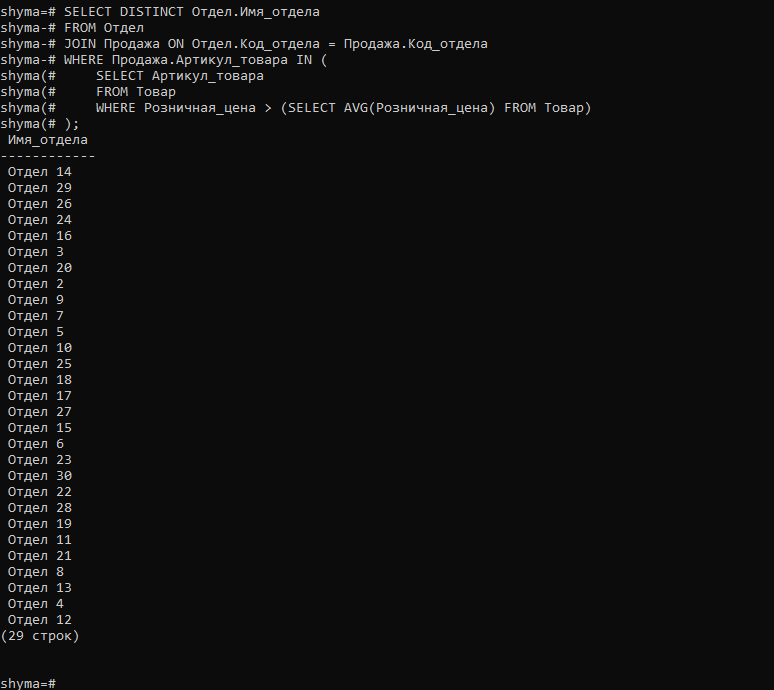 shyma=# SELECT DISTINCT Отдел.Имя_отдела
shyma-# FROM Отдел
shyma-# JOIN Продажа ON Отдел.Код_отдела = Продажа.Код_отдела
shyma-# WHERE Продажа.Артикул_товара IN (
shyma(#     SELECT Артикул_товара
shyma(#     FROM Товар
shyma(#     WHERE Розничная_цена > (SELECT AVG(Розничная_цена) FROM Товар)
shyma(# );
 Имя_отдела
------------
 Отдел 14
 Отдел 29
 Отдел 26
 Отдел 24
 Отдел 16
 Отдел 3
 Отдел 20
 Отдел 2
 Отдел 9
 Отдел 7
 Отдел 5
 Отдел 10
 Отдел 25
 Отдел 18
 Отдел 17
 Отдел 27
 Отдел 15
 Отдел 6
 Отдел 23
 Отдел 30
 Отдел 22
 Отдел 28
 Отдел 19
 Отдел 11
 Отдел 21
 Отдел 8
 Отдел 13
 Отдел 4
 Отдел 12
(29 строк)
shyma=#